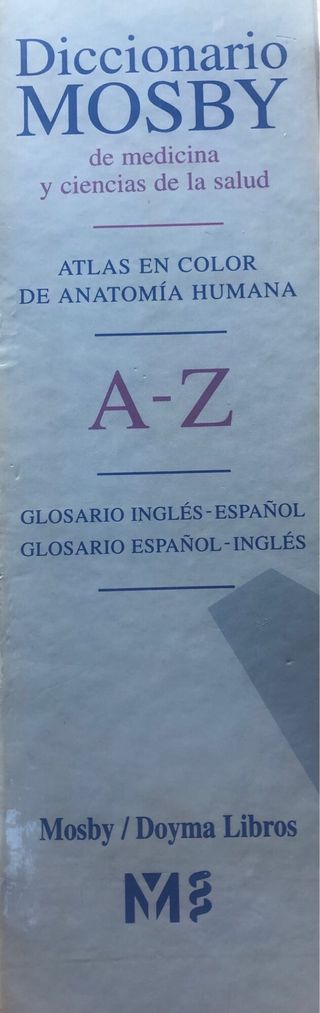 Diccionario
MOSBY
de medicina
y ciencias de la salud
ATLAS EN COLOR
DE ANATOMÍA HUMANA
A-Z
GLOSARIO INGLÉS-ESPAÑOL
GLOSARIO ESPAÑOL-INGLÉS
Mosby / Doyma Libros
M